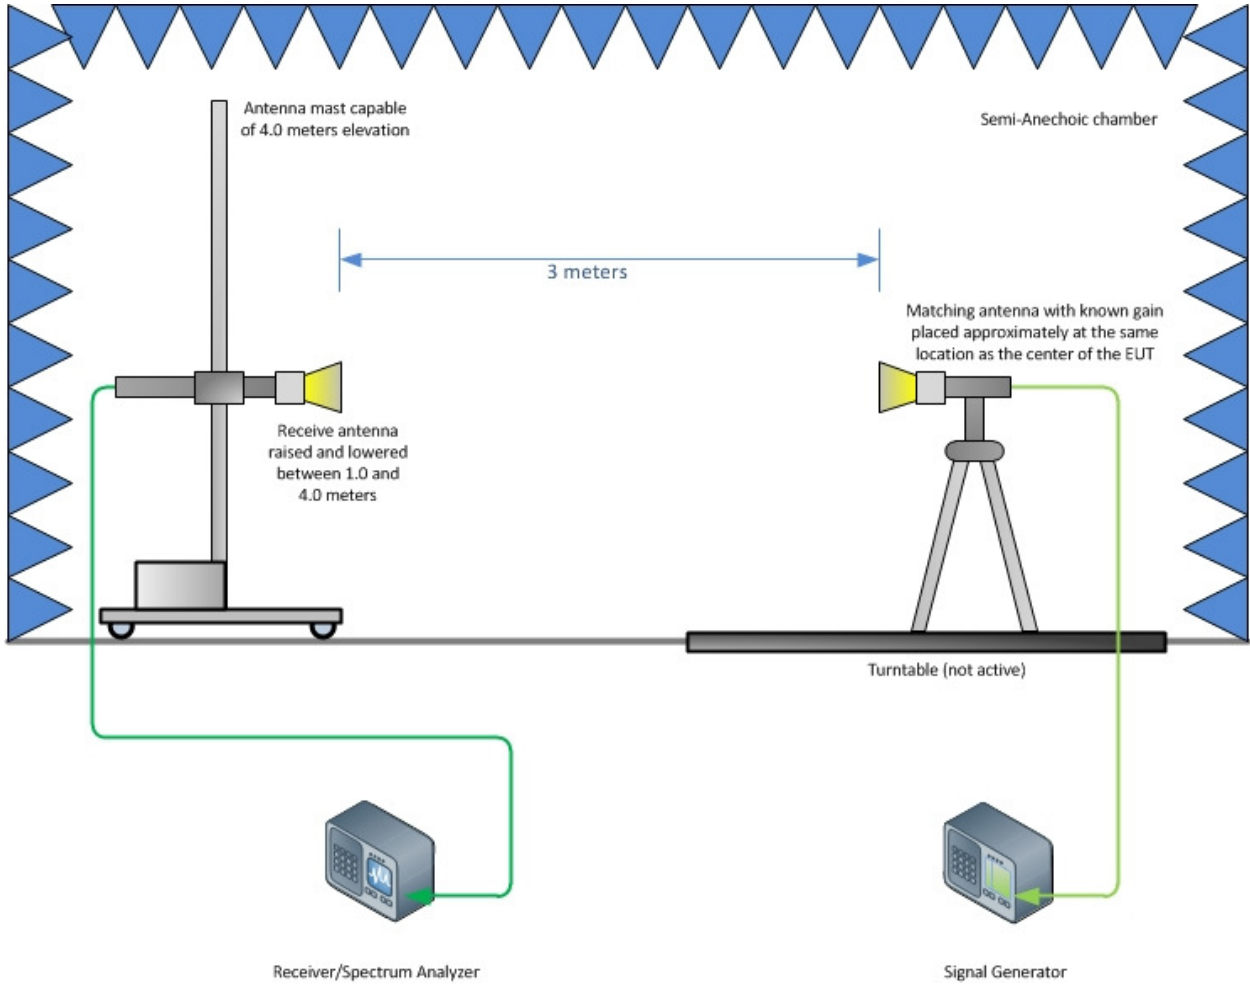 Antenna mast capable
of 4.0 meters elevation
Semi-Anechoic chamber
3 meters
Matching antenna with known gain
placed approximately at the same
location as the center of the EUT
Receive antenna
raised and lowered
between 1.0 and
4.0 meters
Turntable (not active)
Receiver/Spectrum Analyzer
Signal Generator